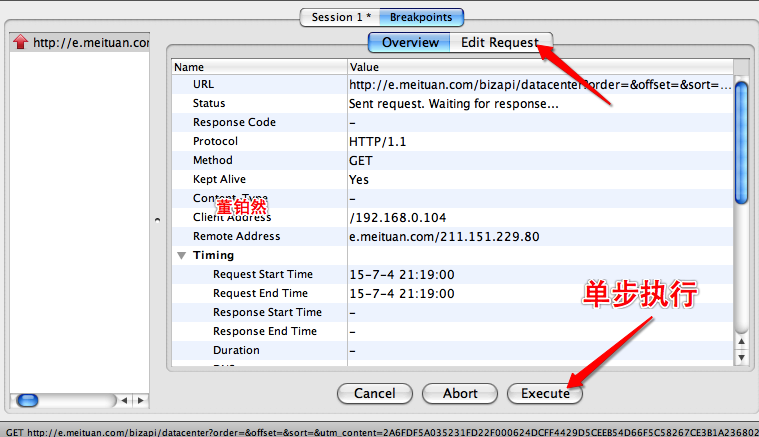 Session 1 * Breakpoints
http://e.meituan.con
Overview Edit Request
Name Value
URL http://e.meituan.com/bizapi/datacenter?order=&offset=&sort=...
Status Sent request. Waiting for response...
Response Code –
Protocol HTTP/1.1
Method GET
Kept Alive Yes
Content-Type –
董铂然
Client Address /192.168.0.104
Remote Address e.meituan.com/211.151.229.80
Timing
Request Start Time 15-7-4 21:19:00
Request End Time 15-7-4 21:19:00
Response Start Time –
Response End Time –
Duration –
单步执行
Cancel Abort Execute
GET http://e.meituan.com/bizapi/datacenter?order=&offset=&sort=&utm_content=2A6FDF5A035231FD22F000624DCFF4429D5CEEB54D66F5C58267CE3B1A236802